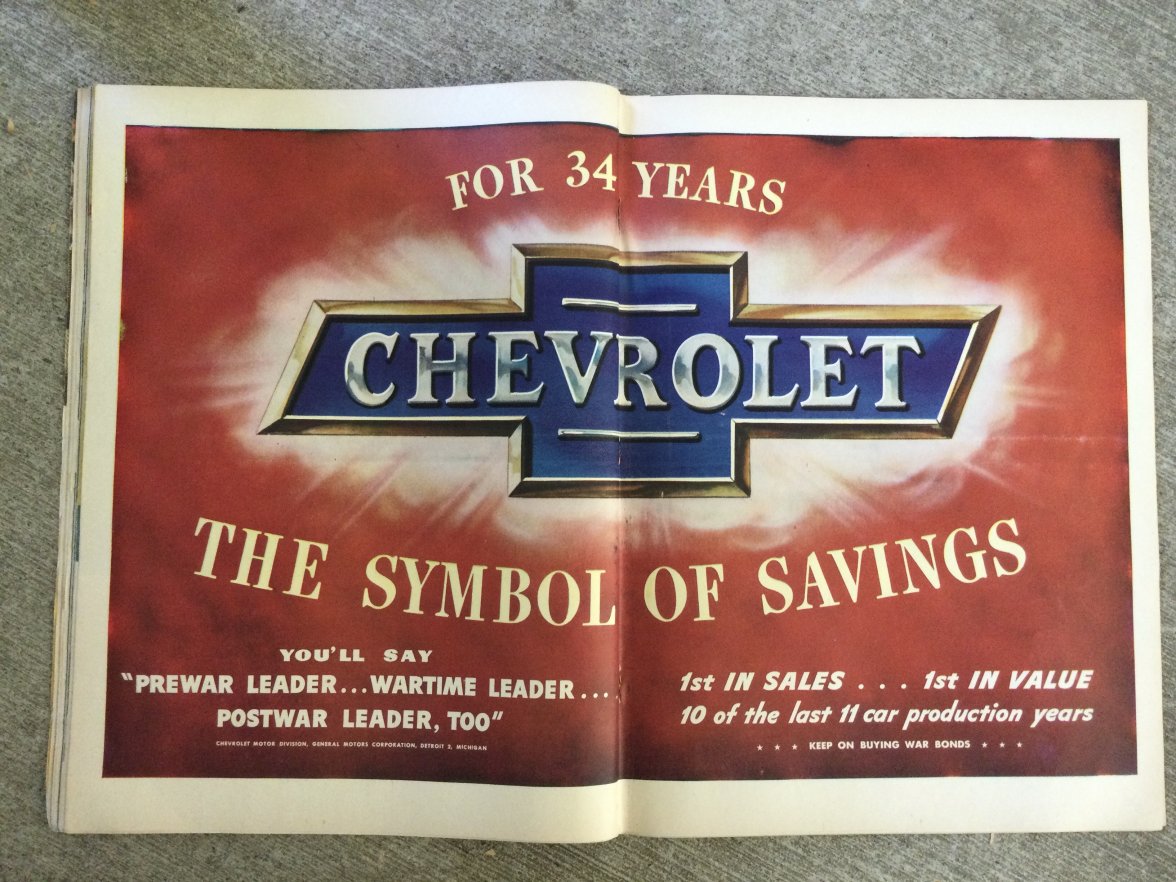 FOR 34 YEARS
CHEVROLET
THE SYMBOL OF SAVINGS
YOU'LL SAY
"PREWAR LEADER...WARTIME LEADER...
POSTWAR LEADER, TOO"
CHEVROLET MOTOR DIVISION, GENERAL MOTORS CORPORATION, DETROIT 2, MICHIGAN
1st IN SALES . . . 1st IN VALUE
10 of the last 11 car production years
★ ★ ★ KEEP ON BUYING WAR BONDS ★ ★ ★